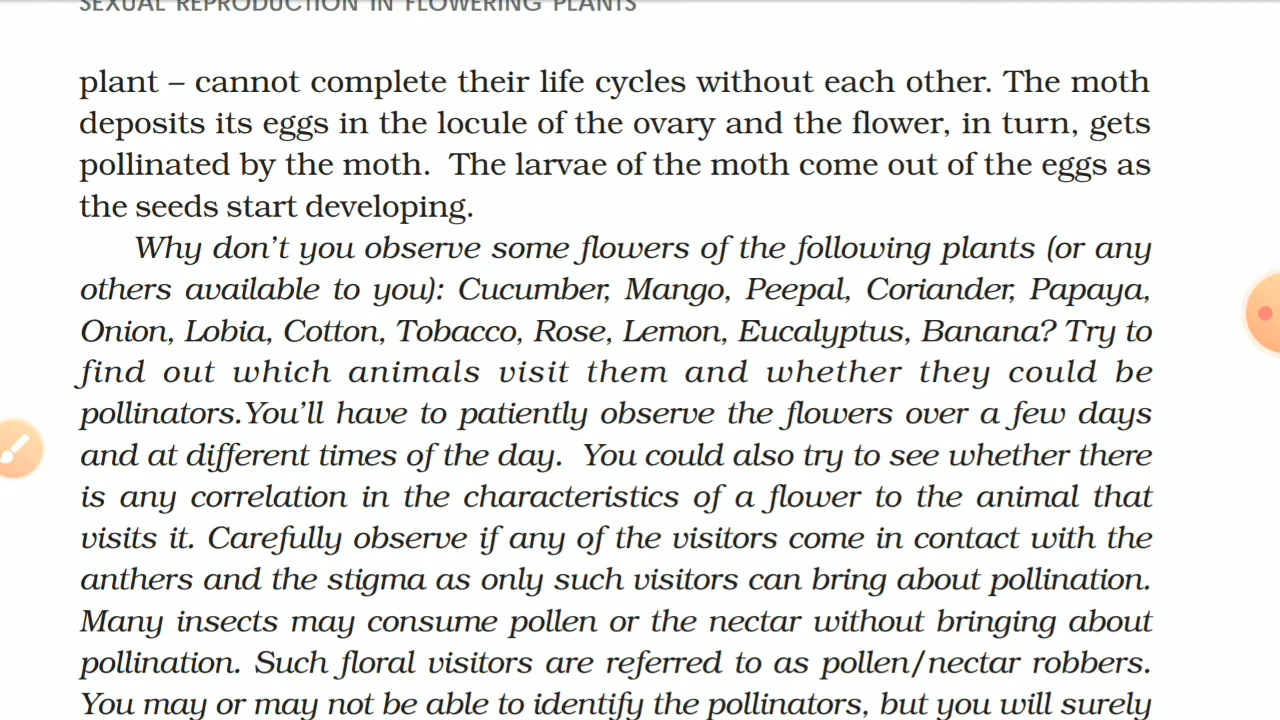 SEXUAL REPRODUCTION IN FLOWERING PLANTS
plant – cannot complete their life cycles without each other. The moth
deposits its eggs in the locule of the ovary and the flower, in turn, gets
pollinated by the moth.  The larvae of the moth come out of the eggs as
the seeds start developing.
Why don't you observe some flowers of the following plants (or any
others available to you): Cucumber, Mango, Peepal, Coriander, Papaya,
Onion, Lobia, Cotton, Tobacco, Rose, Lemon, Eucalyptus, Banana? Try to
find out which animals visit them and whether they could be
pollinators.You'll have to patiently observe the flowers over a few days
and at different times of the day.  You could also try to see whether there
is any correlation in the characteristics of a flower to the animal that
visits it. Carefully observe if any of the visitors come in contact with the
anthers and the stigma as only such visitors can bring about pollination.
Many insects may consume pollen or the nectar without bringing about
pollination. Such floral visitors are referred to as pollen/nectar robbers.
You may or may not be able to identify the pollinators, but you will surely